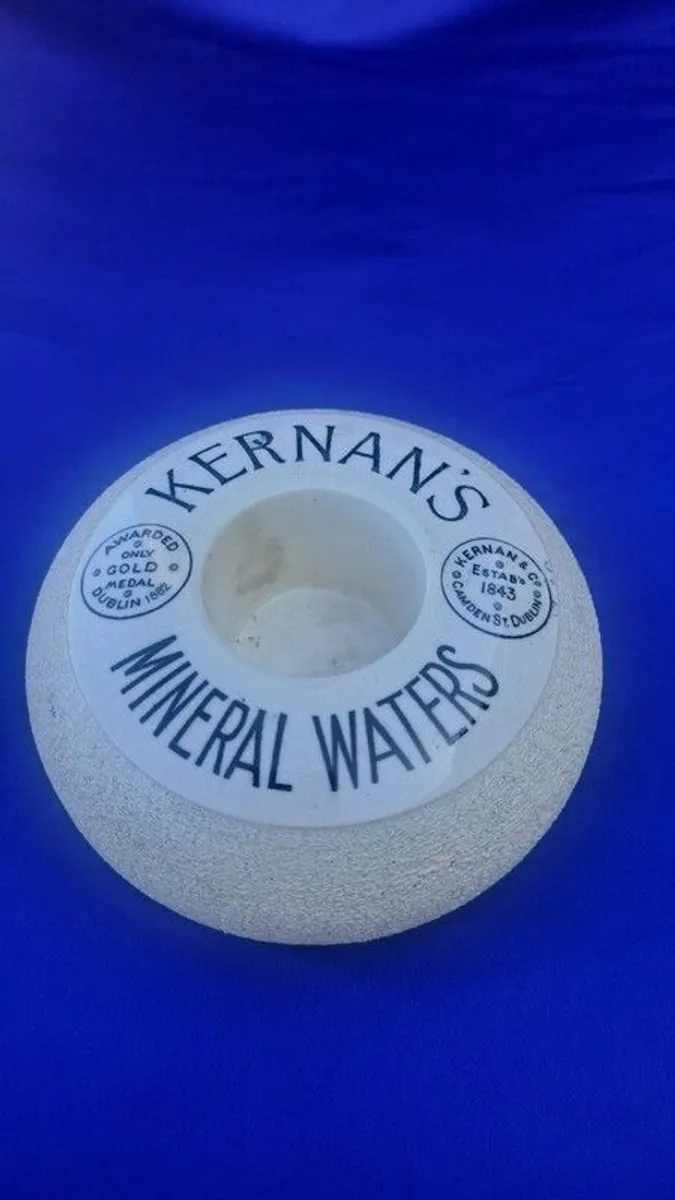 KERNAN'S
AWARDED
ONLY
GOLD
MEDAL
DUBLIN 1882
KERNAN & Co
ESTABD
1843
CAMDEN ST. DUBLIN
MINERAL WATERS